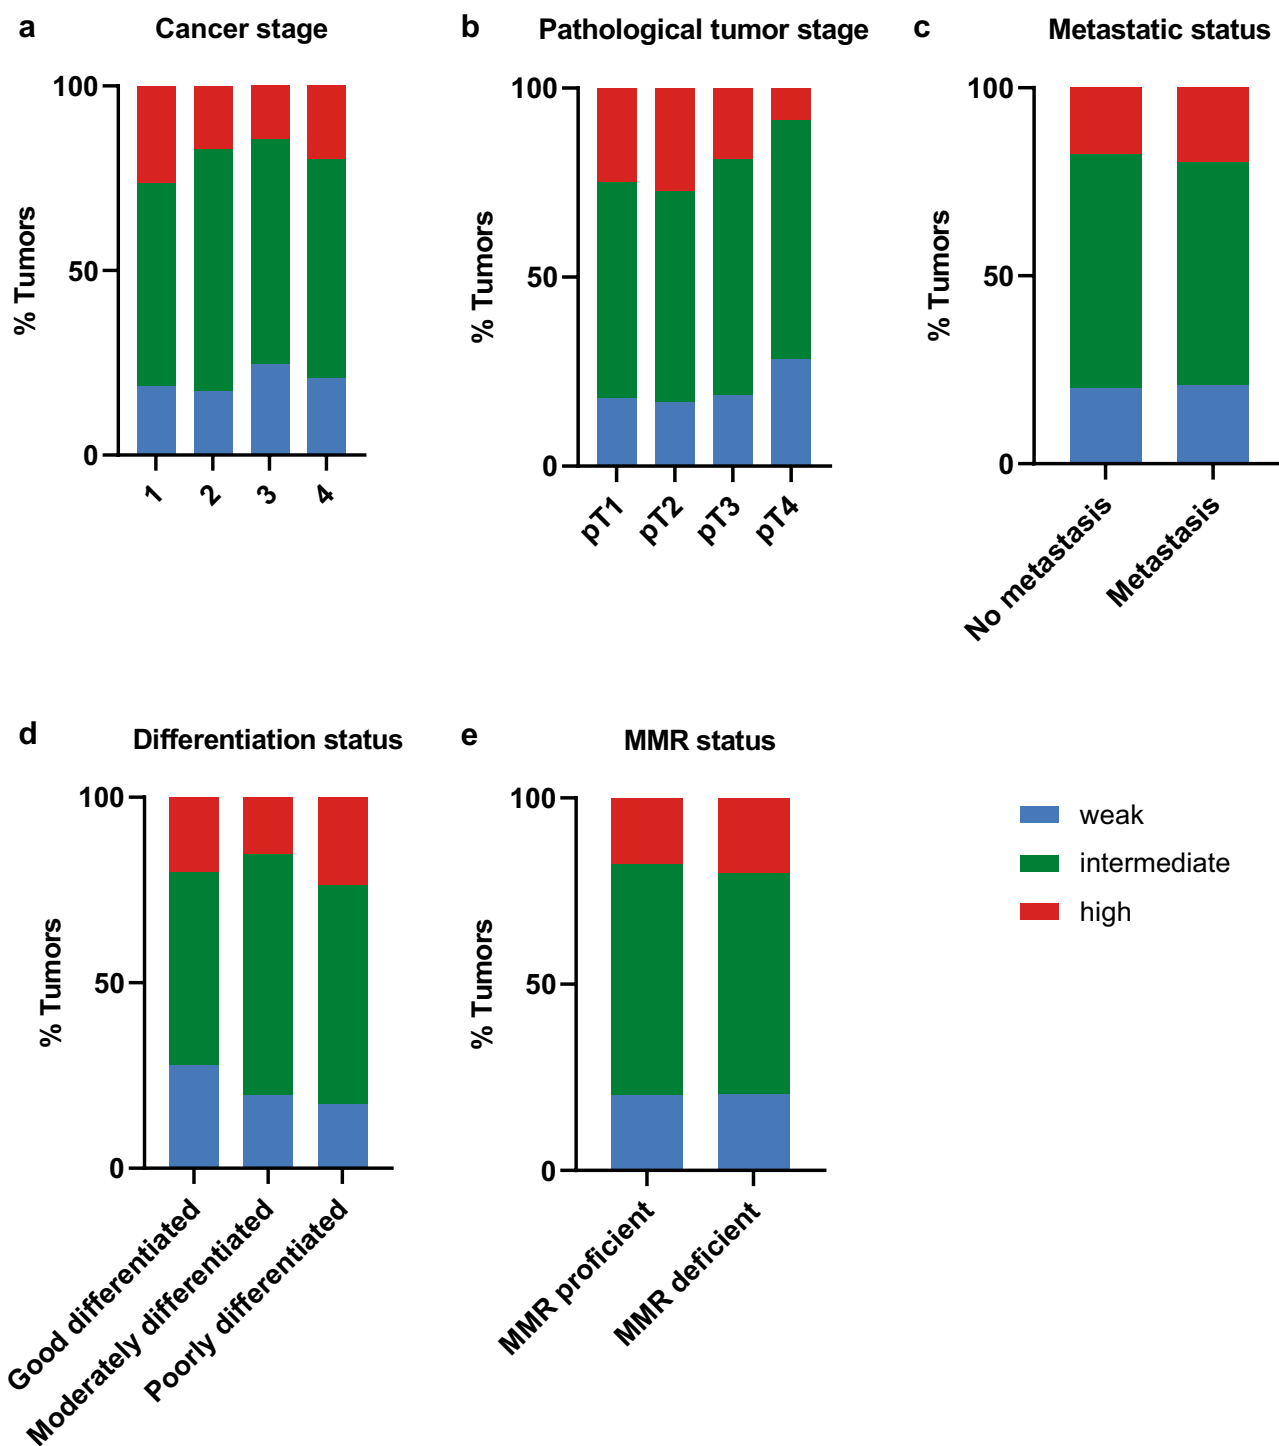 a
Cancer stage
100
50
0
% Tumors
1
2
3
4
b
Pathological tumor stage
100
50
0
% Tumors
pT1
pT2
pT3
pT4
c
Metastatic status
100
50
0
% Tumors
No metastasis
Metastasis
d
Differentiation status
100
50
0
% Tumors
Good differentiated
Moderately differentiated
Poorly differentiated
e
MMR status
100
50
0
% Tumors
MMR proficient
MMR deficient
weak
intermediate
high